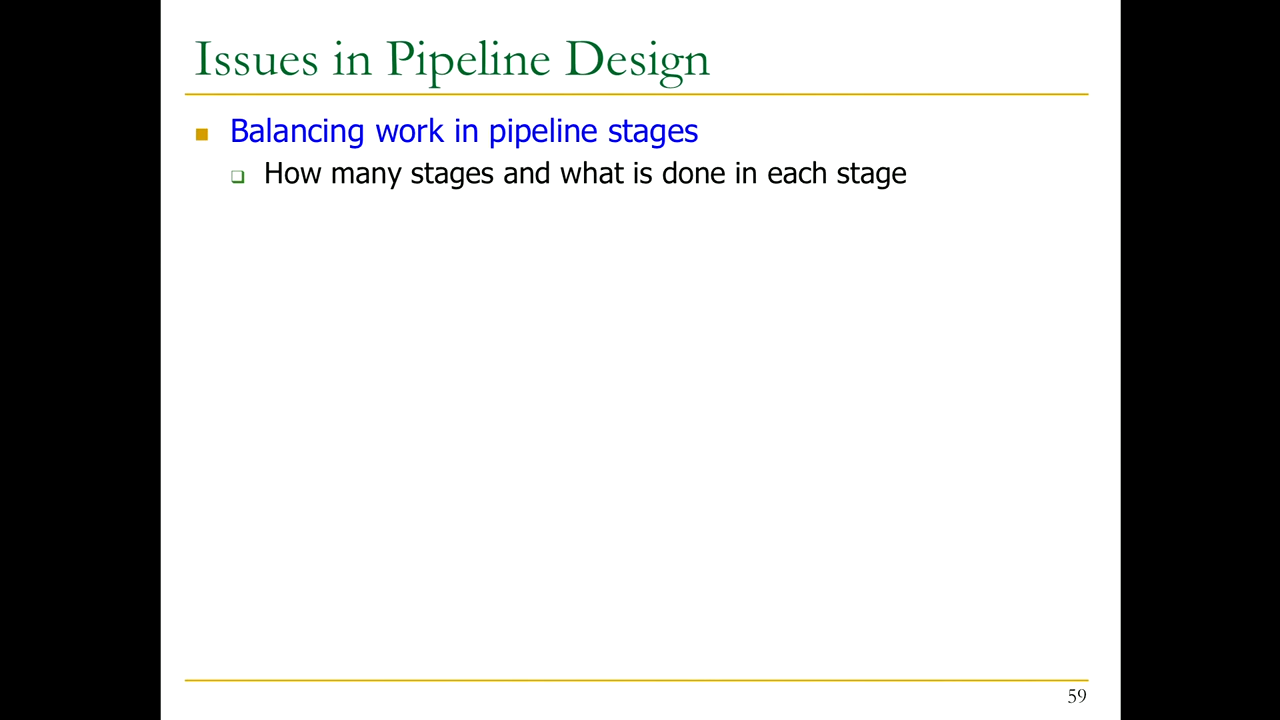 Issues in Pipeline Design
Balancing work in pipeline stages
How many stages and what is done in each stage
59